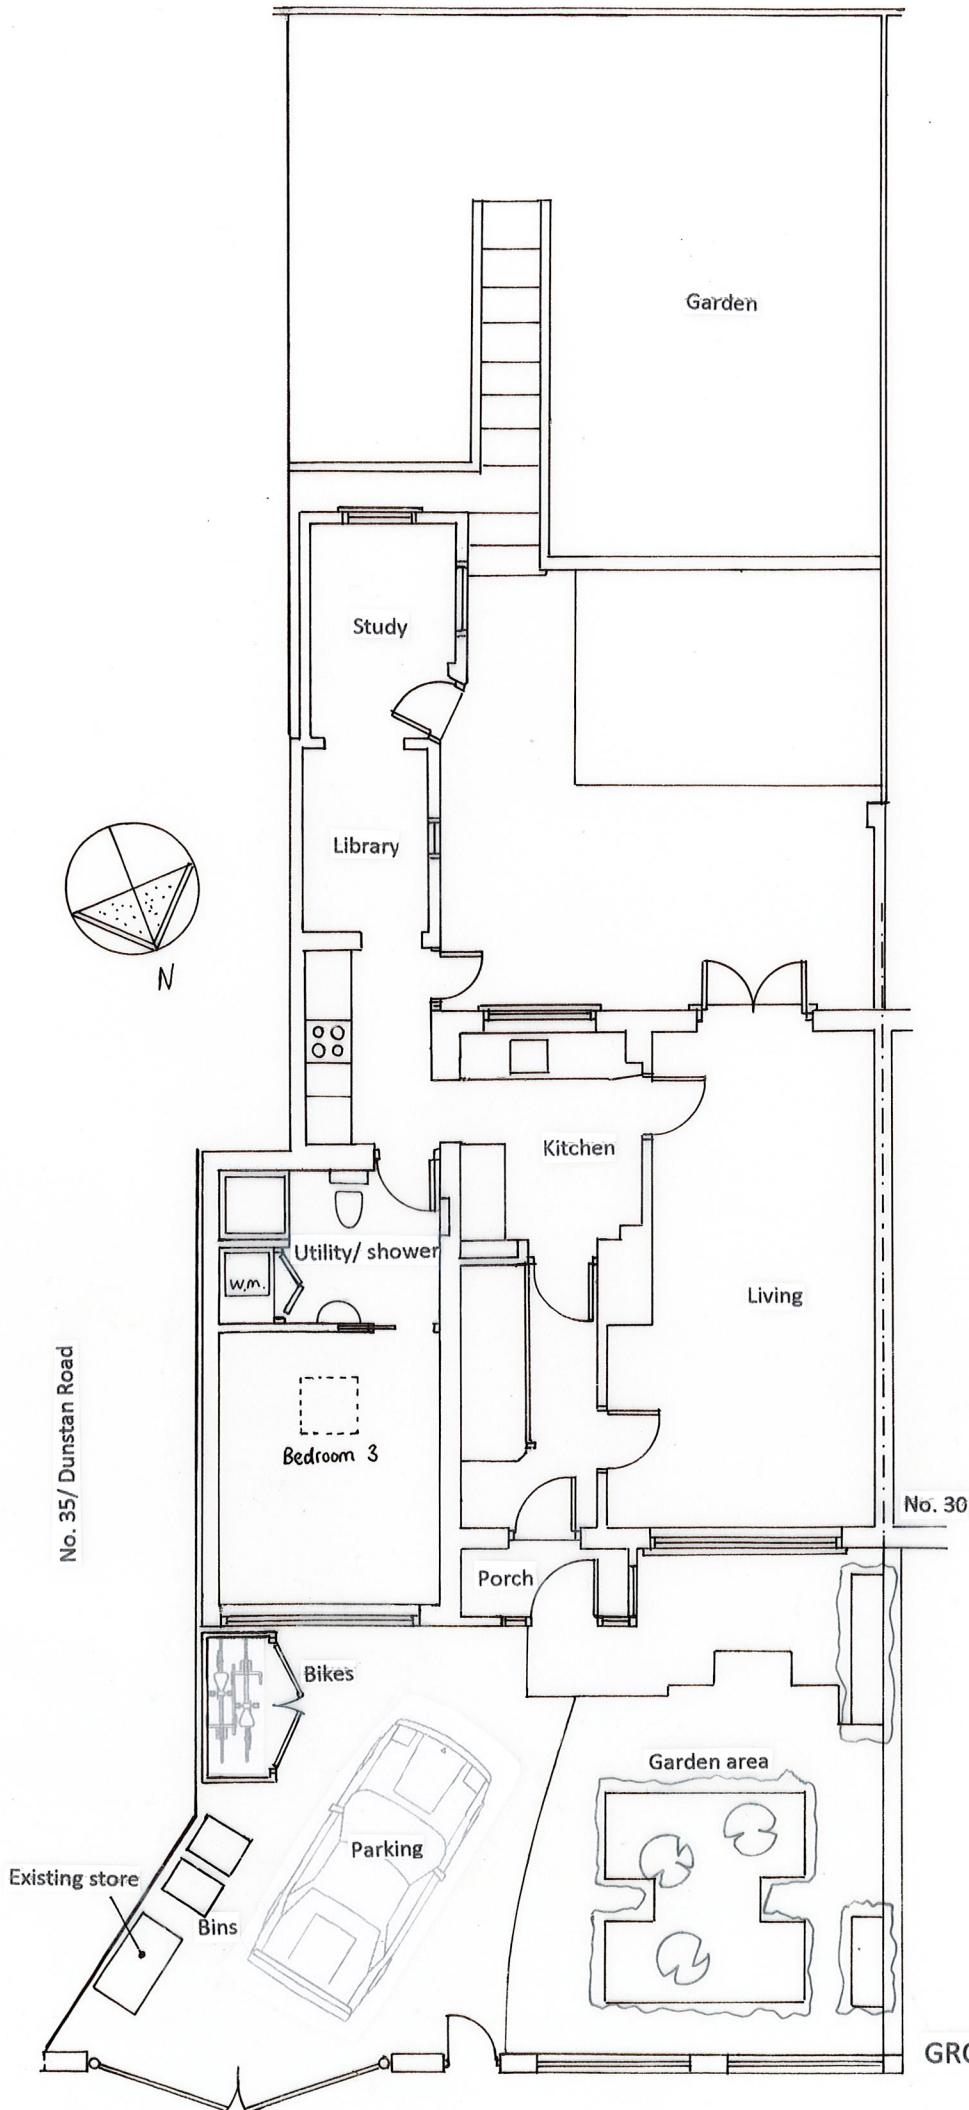 Garden
Study
Library
N
Kitchen
Utility/ shower
W.M.
Living
Bedroom 3
No. 35/ Dunstan Road
No. 30
Porch
Bikes
Garden area
Parking
Existing store
Bins
GRO